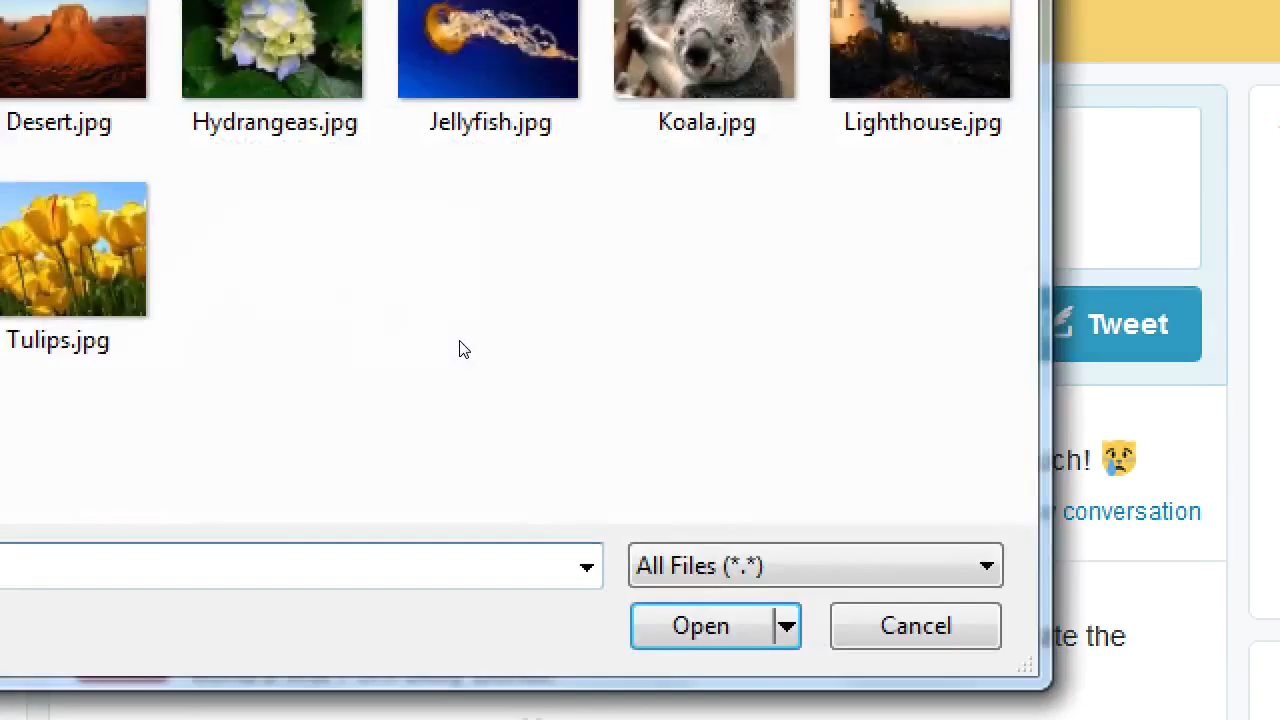 Desert.jpg
Hydrangeas.jpg
Jellyfish.jpg
Koala.jpg
Lighthouse.jpg
Tulips.jpg
Tweet
ch!
conversation
All Files (*.*)
Open
Cancel
te the